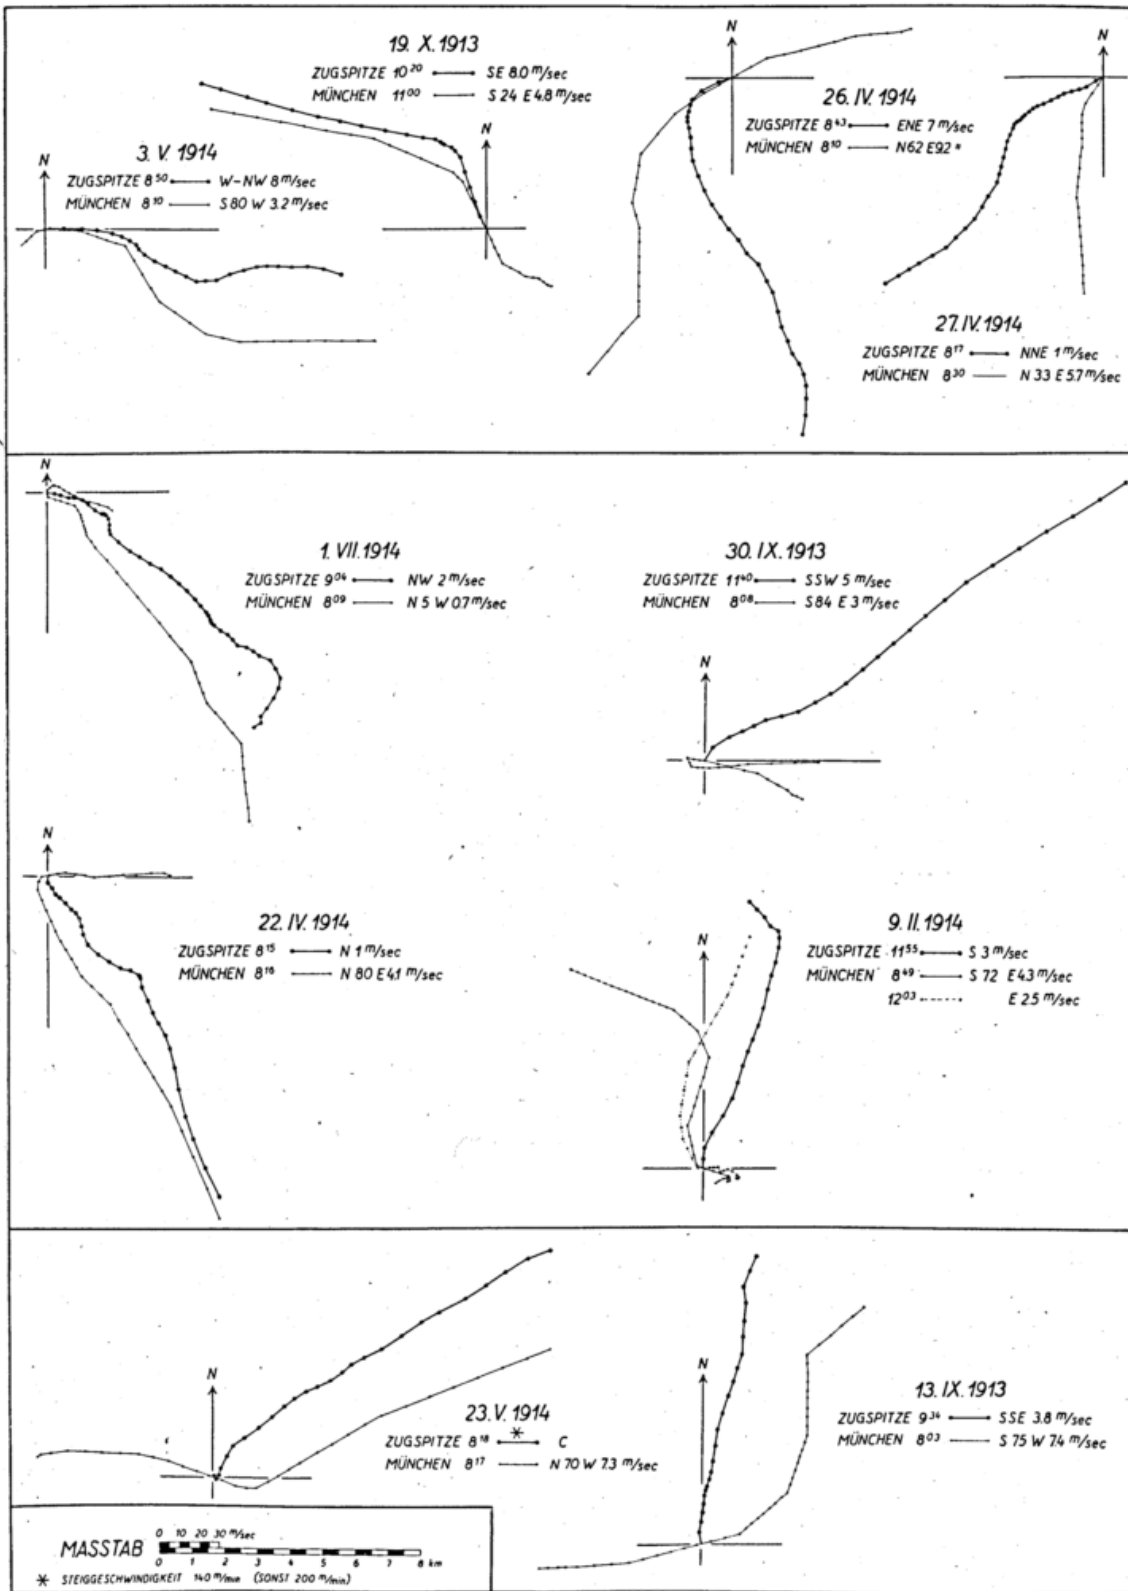 19. X. 1913
ZUGSPITZE 10²⁰ SE 8.0 m/sec
MÜNCHEN 11⁰⁰ S 24 E 4.8 m/sec
N
3. V. 1914
ZUGSPITZE 8⁵⁰ W-NW 8 m/sec
MÜNCHEN 8¹⁰ S 80 W 3.2 m/sec
N
N
26. IV. 1914
ZUGSPITZE 8⁴³ ENE 7 m/sec
MÜNCHEN 8¹⁰ N 62 E 9.2 "
N
27. IV. 1914
ZUGSPITZE 8¹⁷ NNE 1 m/sec
MÜNCHEN 8³⁰ N 33 E 5.7 m/sec
N
1. VII. 1914
ZUGSPITZE 9⁰⁴ NW 2 m/sec
MÜNCHEN 8⁰⁹ N 5 W 0.7 m/sec
30. IX. 1913
ZUGSPITZE 11⁴⁰ SSW 5 m/sec
MÜNCHEN 8⁰⁸ S 84 E 3 m/sec
N
N
22. IV. 1914
ZUGSPITZE 8¹⁵ N 1 m/sec
MÜNCHEN 8¹⁶ N 80 E 4.1 m/sec
9. II. 1914
ZUGSPITZE 11⁵⁵ S 3 m/sec
MÜNCHEN 8⁴⁹ S 72 E 4.3 m/sec
12⁰³ E 2.5 m/sec
N
N
23. V. 1914
*
ZUGSPITZE 8¹⁸ C
MÜNCHEN 8¹⁷ N 70 W 7.3 m/sec
N
13. IX. 1913
ZUGSPITZE 9³⁴ SSE 3.8 m/sec
MÜNCHEN 8⁰³ S 75 W 7.4 m/sec
0 10 20 30 m/sec
MASSTAB
0 1 2 3 4 5 6 7 8 km
* STEIGGESCHWINDIGKEIT 140 m/min (SONST 200 m/min)